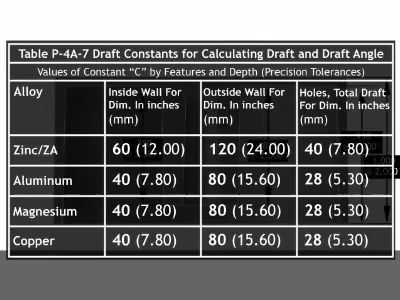 Table P-4A-7 Draft Constants for Calculating Draft and Draft Angle
Values of Constant “C” by Features and Depth (Precision Tolerances)
Alloy Inside Wall For Outside Wall For Holes, Total Draft
Dim. In inches Dim. In inches For Dim. In inches
(mm) (mm) (mm)
Zinc/ZA 60 (12.00) 120 (24.00) 40 (7.80)
Aluminum 40 (7.80) 80 (15.60) 28 (5.30)
Magnesium 40 (7.80) 80 (15.60) 28 (5.30)
Copper 40 (7.80) 80 (15.60) 28 (5.30)